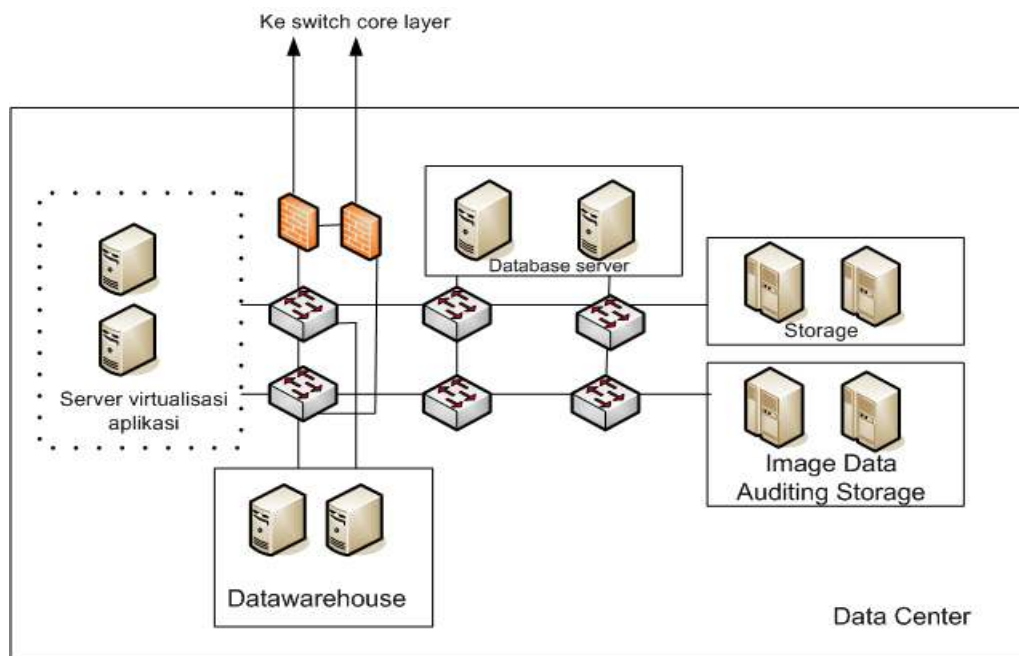 Ke switch core layer
Database server
Storage
Server virtualisasi
aplikasi
Image Data
Auditing Storage
Datawarehouse
Data Center